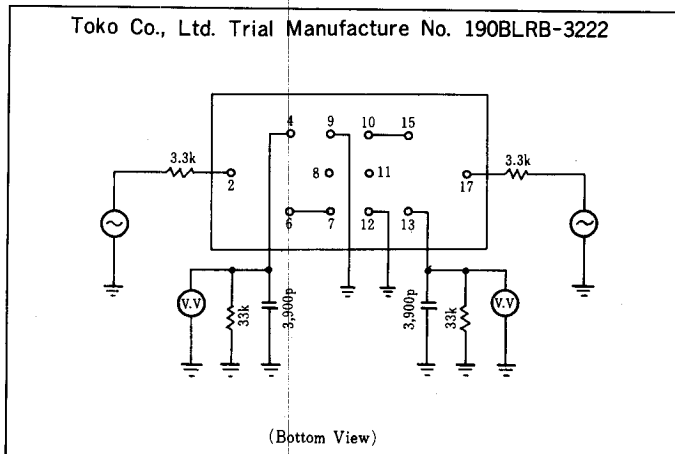 Toko Co., Ltd. Trial Manufacture No. 190BLRB-3222
4 9 10 15
3.3k 3.3k
2 8 11 17
6 7 12 13
V.V 33k 3,900p 3,900p 33k V.V
(Bottom View)